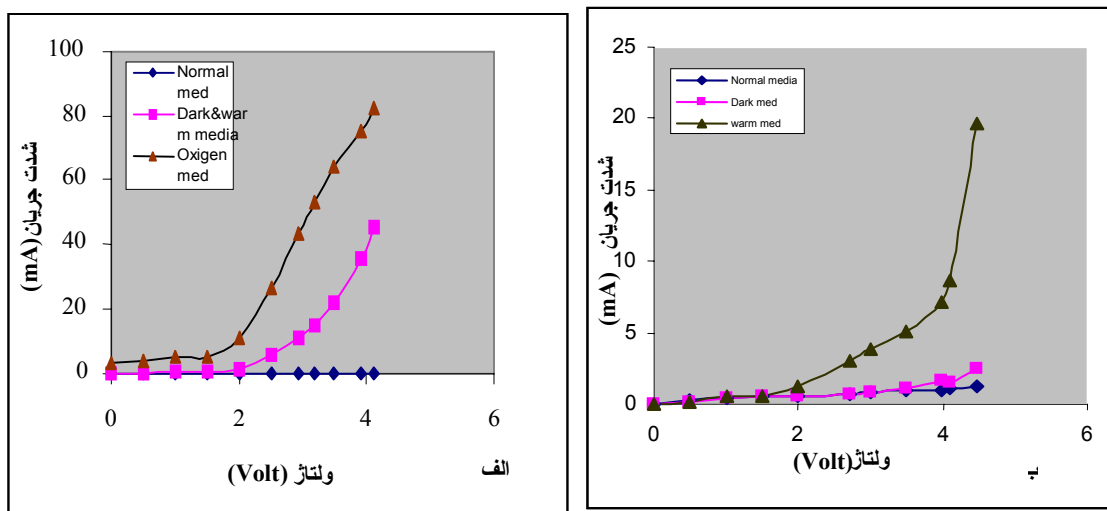 100
80
60
40
20
0
0 2 4 6
شدت جریان (mA)
ولتاژ (Volt)
الف
Normal
med
Dark&war
m media
Oxigen
med
25
20
15
10
5
0
0 2 4 6
شدت جریان (mA)
ولتاژ (Volt)
ب
Normal media
Dark med
warm med